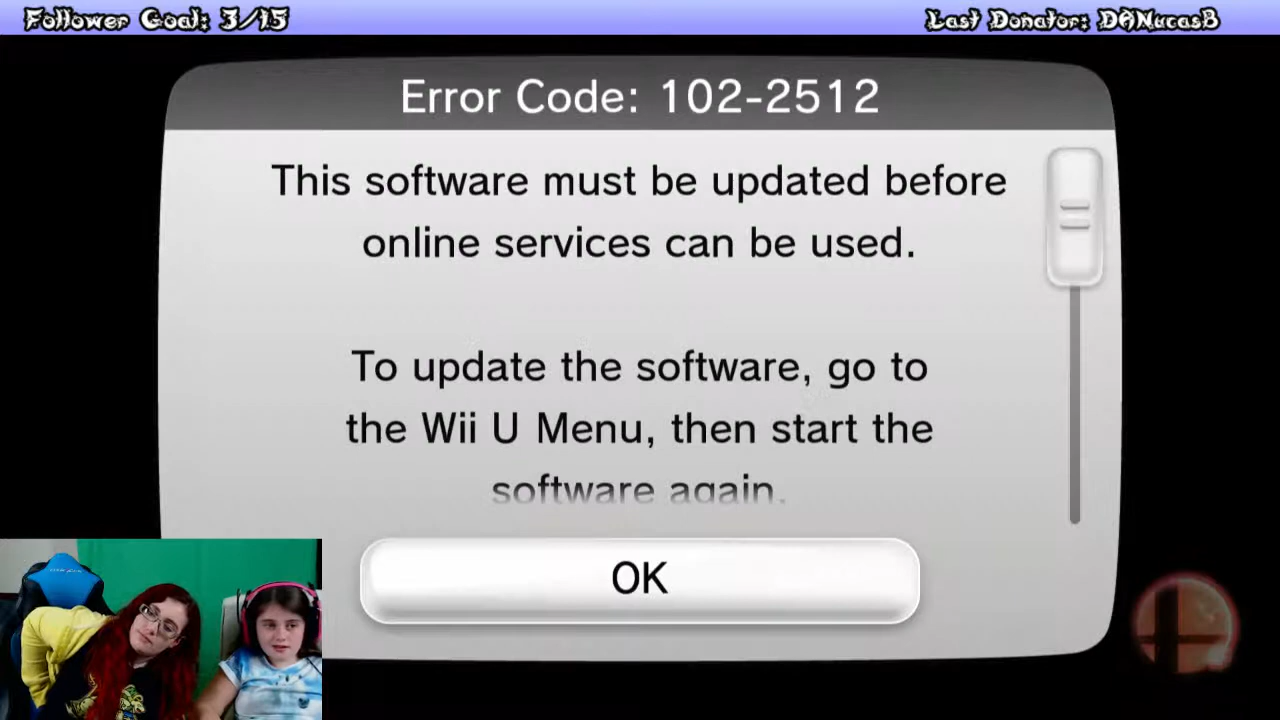 Follower Goal: 3/15
Last Donator: DANucasB
Error Code: 102-2512
This software must be updated before
online services can be used.
To update the software, go to
the Wii U Menu, then start the
software again.
OK